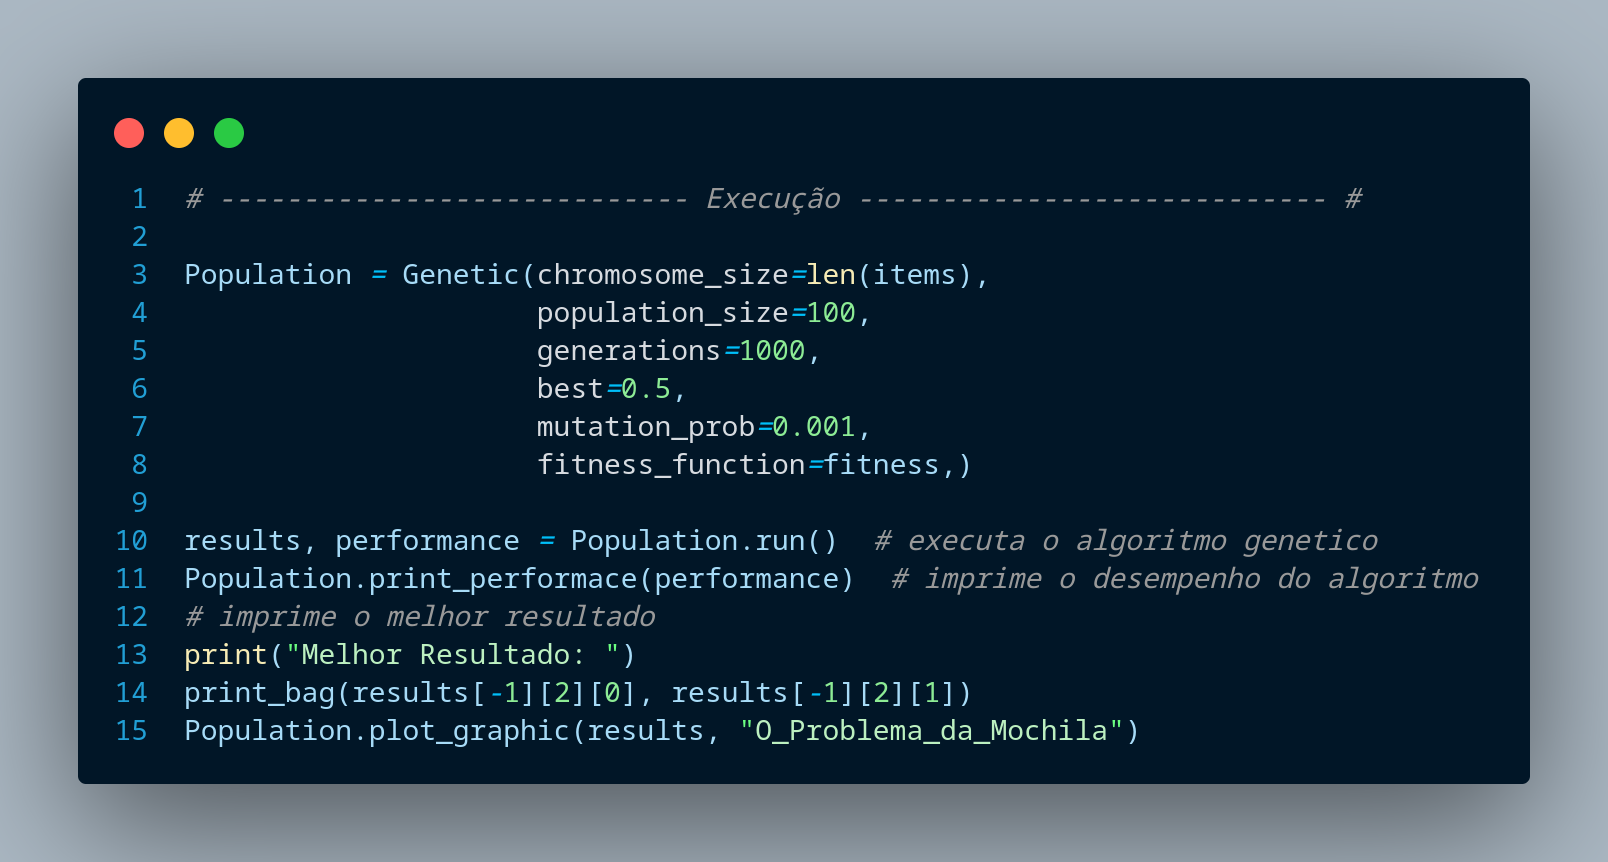 1 # ---------------------------- Execução ---------------------------- #
2
3 Population = Genetic(chromosome_size=len(items),
4                      population_size=100,
5                      generations=1000,
6                      best=0.5,
7                      mutation_prob=0.001,
8                      fitness_function=fitness,)
9
10 results, performance = Population.run()  # executa o algoritmo genetico
11 Population.print_performace(performance)  # imprime o desempenho do algoritmo
12 # imprime o melhor resultado
13 print("Melhor Resultado: ")
14 print_bag(results[-1][2][0], results[-1][2][1])
15 Population.plot_graphic(results, "O_Problema_da_Mochila")